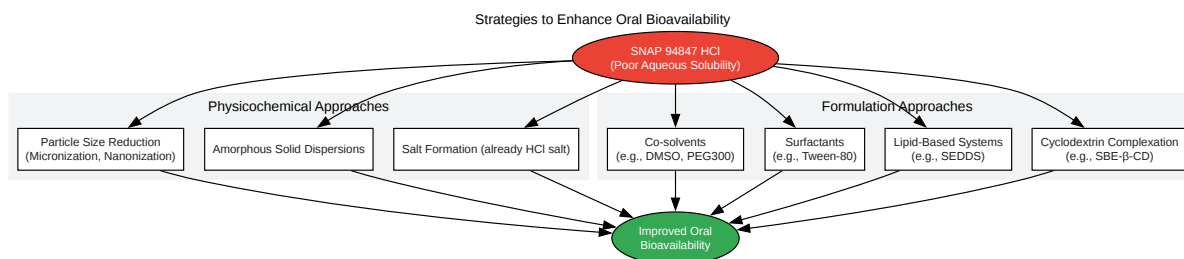 Strategies to Enhance Oral Bioavailability
SNAP 94847 HCl
(Poor Aqueous Solubility)
Physicochemical Approaches
Formulation Approaches
Particle Size Reduction
(Micronization, Nanonization)
Amorphous Solid Dispersions
Salt Formation (already HCl salt)
Co-solvents
(e.g., DMSO, PEG300)
Surfactants
(e.g., Tween-80)
Lipid-Based Systems
(e.g., SEDDS)
Cyclodextrin Complexation
(e.g., SBE-β-CD)
Improved Oral
Bioavailability